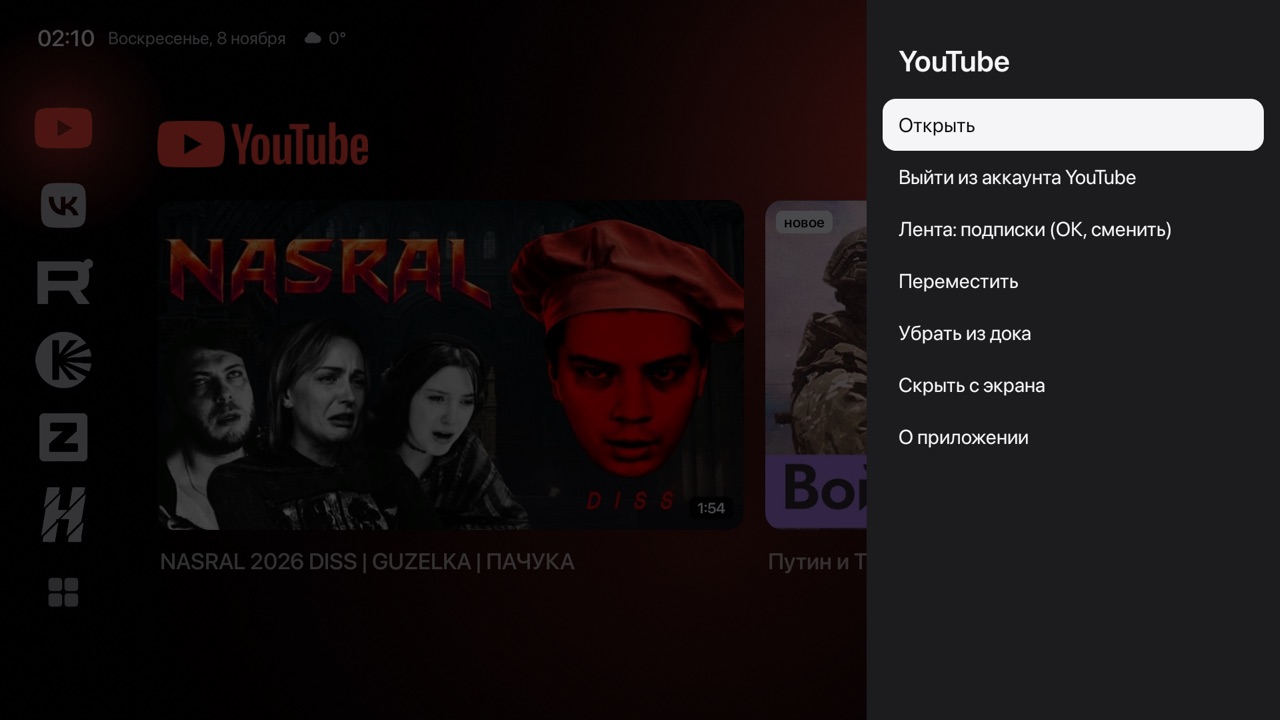 02:10 Воскресенье, 8 ноября 0°
YouTube
NASRAL
DISS
1:54
NASRAL 2026 DISS | GUZELKA | ПАЧУКА
новое
Вой
Путин и Т
YouTube
Открыть
Выйти из аккаунта YouTube
Лента: подписки (ОК, сменить)
Переместить
Убрать из дока
Скрыть с экрана
О приложении